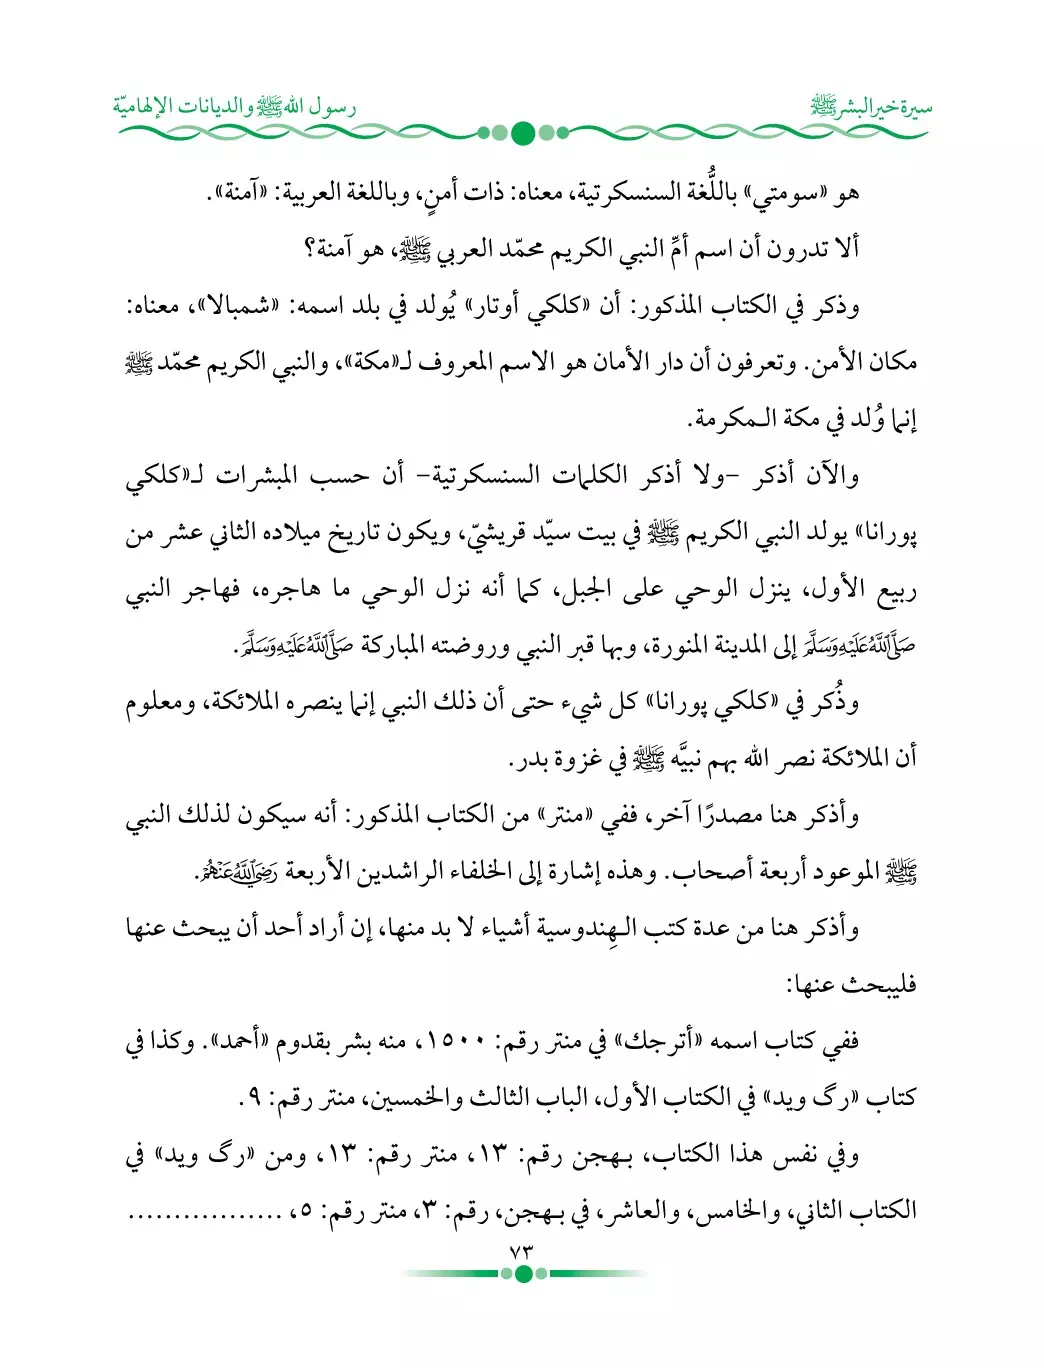 سيرة خير البشر ﷺ
رسول الله ﷺ والديانات الإلهاميّة
هو «سومتي» باللُّغة السنسكرتية، معناه: ذات أمنٍ، وباللغة العربية: «آمنة».
ألا تدرون أن اسم أمِّ النبي الكريم محمّد العربي ﷺ، هو آمنة؟
وذكر في الكتاب المذكور: أن «كلكي أوتار» يُولد في بلد اسمه: «شمبالا»، معناه:
مكان الأمن. وتعرفون أن دار الأمان هو الاسم المعروف لـ«مكة»، والنبي الكريم محمّد ﷺ
إنما وُلد في مكة الـمكرمة.
والآن أذكر -ولا أذكر الكلمات السنسكرتية- أن حسب المبشرات لـ«كلكي
پورانا» يولد النبي الكريم ﷺ في بيت سيّد قريشيّ، ويكون تاريخ ميلاده الثاني عشر من
ربيع الأول، ينزل الوحي على الجبل، كما أنه نزل الوحي ما هاجره، فهاجر النبي
صَلَّى اللَّهُ عَلَيْهِ وَسَلَّمَ إلى المدينة المنورة، وبها قبر النبي وروضته المباركة صَلَّى اللَّهُ عَلَيْهِ وَسَلَّمَ.
وذُكر في «كلكي پورانا» كل شيء حتى أن ذلك النبي إنما ينصره الملائكة، ومعلوم
أن الملائكة نصر الله بهم نبيَّه ﷺ في غزوة بدر.
وأذكر هنا مصدرًا آخر، ففي «منتر» من الكتاب المذكور: أنه سيكون لذلك النبي
ﷺ الموعود أربعة أصحاب. وهذه إشارة إلى الخلفاء الراشدين الأربعة رَضِيَ اللَّهُ عَنْهُمْ.
وأذكر هنا من عدة كتب الـهِندوسية أشياء لا بد منها، إن أراد أحد أن يبحث عنها
فليبحث عنها:
ففي كتاب اسمه «أترجك» في منتر رقم: ١٥٠٠، منه بشر بقدوم «أحمد». وكذا في
كتاب «رگ ويد» في الكتاب الأول، الباب الثالث والخمسين، منتر رقم: ٩.
وفي نفس هذا الكتاب، بـهجن رقم: ١٣، منتر رقم: ١٣، ومن «رگ ويد» في
الكتاب الثاني، والخامس، والعاشر، في بـهجن، رقم: ٣، منتر رقم: ٥، .................
٧٣